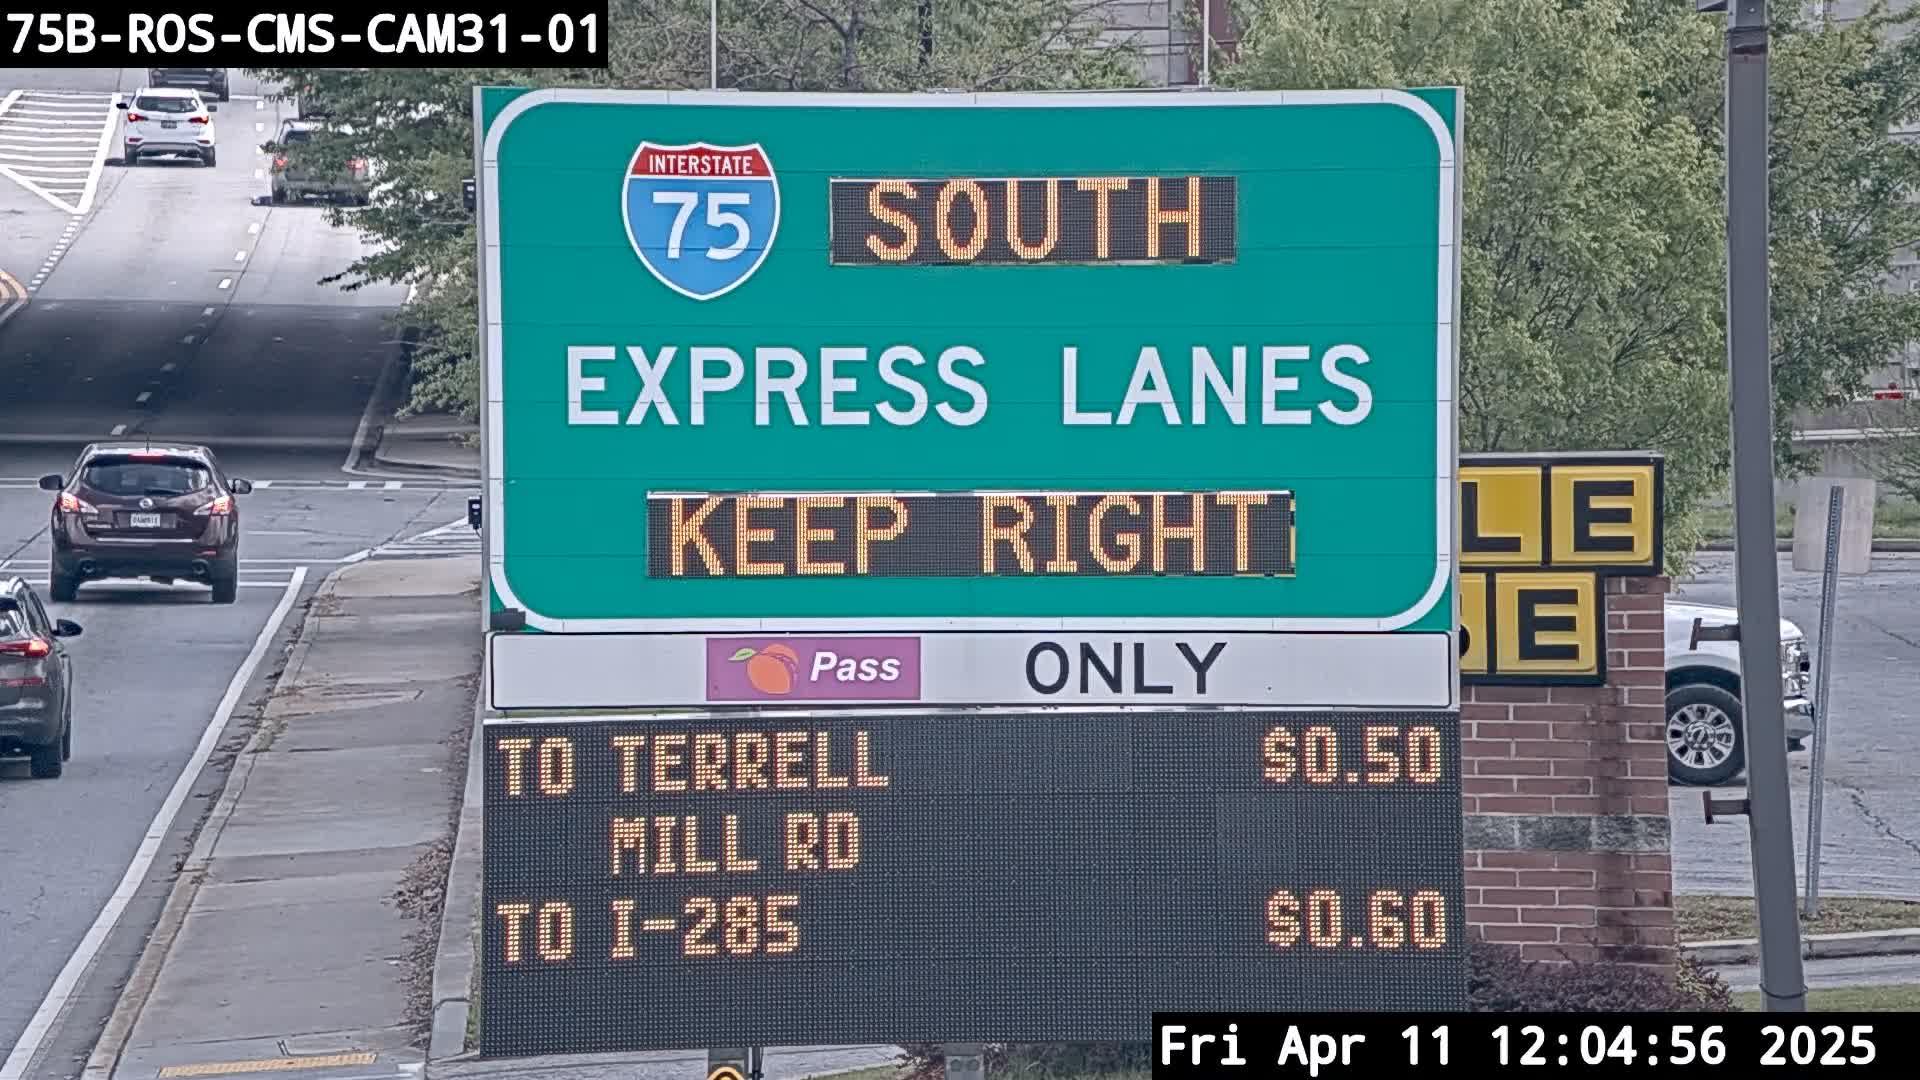 75B-ROS-CMS-CAM31-01
INTERSTATE
75
SOUTH
EXPRESS LANES
KEEP RIGHT
Pass ONLY
TO TERRELL $0.50
MILL RD
TO I-285 $0.60
LE
E
Fri Apr 11 12:04:56 2025